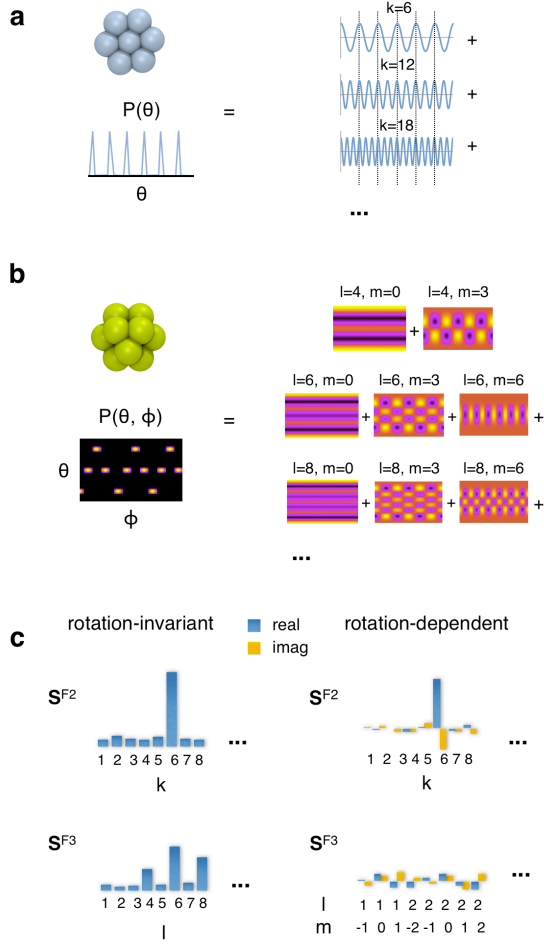 a
k=6
+
k=12
P(θ) = +
k=18
+
θ
...
b
l=4, m=0 l=4, m=3
+
l=6, m=0 l=6, m=3 l=6, m=6
P(θ, ϕ) = + + +
θ
l=8, m=0 l=8, m=3 l=8, m=6
+ + +
ϕ
...
c rotation-invariant real rotation-dependent
imag
S^F2 ... S^F2 ...
1 2 3 4 5 6 7 8 1 2 3 4 5 6 7 8
k k
S^F3 ... S^F3 ...
1 2 3 4 5 6 7 8 l 1 1 1 2 2 2 2 2
l m -1 0 1 -2 -1 0 1 2